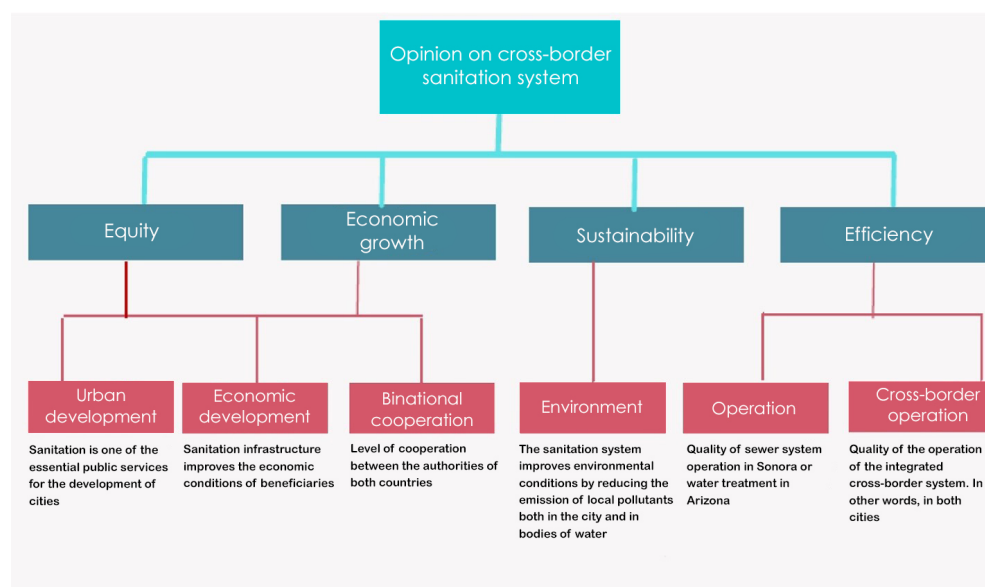 Opinion on cross-border
sanitation system
Equity
Economic
growth
Sustainability
Efficiency
Urban
development
Economic
development
Binational
cooperation
Environment
Operation
Cross-border
operation
Sanitation is one of the
essential public services
for the development of
cities
Sanitation infrastructure
improves the economic
conditions of beneficiaries
Level of cooperation
between the authorities of
both countries
The sanitation system
improves environmental
conditions by reducing the
emission of local pollutants
both in the city and in
bodies of water
Quality of sewer system
operation in Sonora or
water treatment in
Arizona
Quality of the operation
of the integrated
cross-border system. In
other words, in both
cities